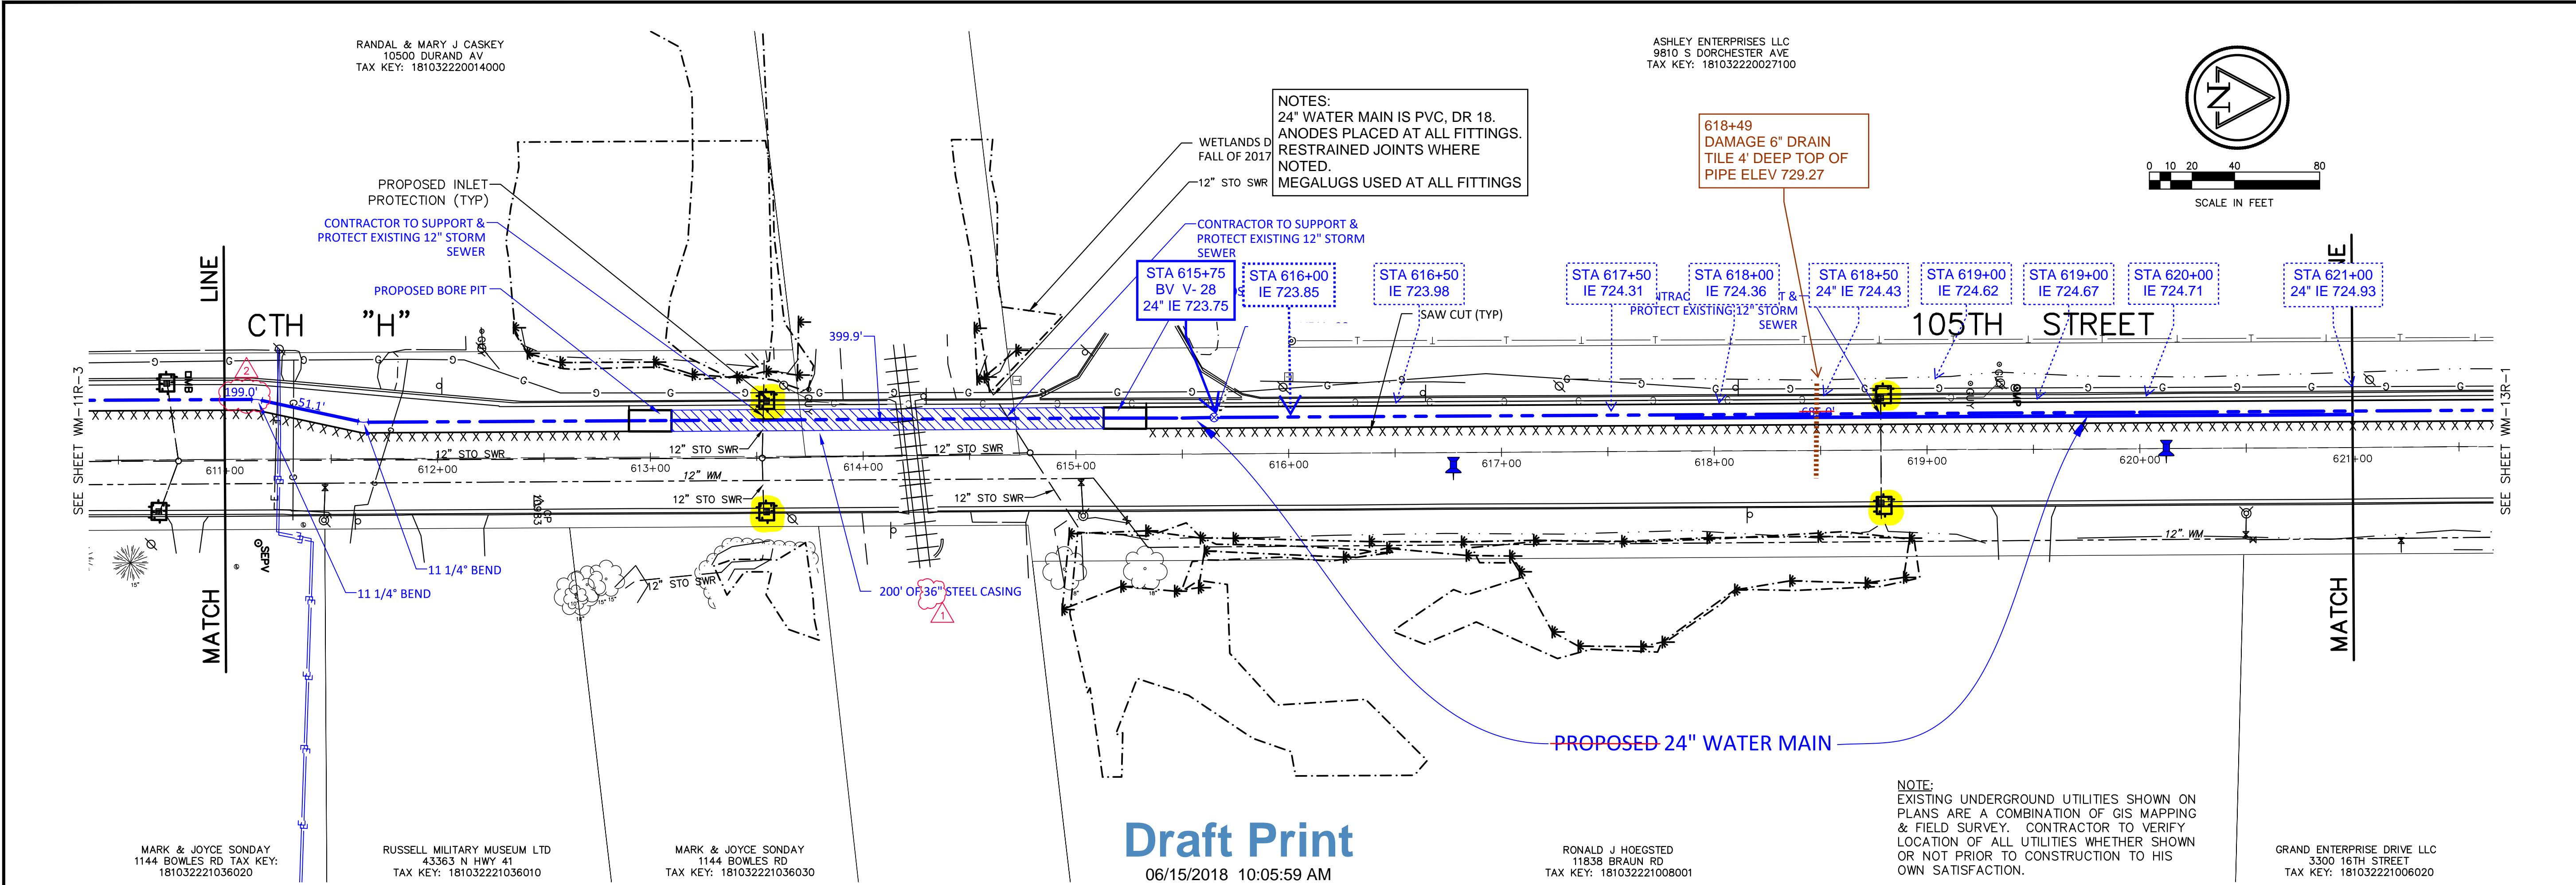 RANDAL & MARY J CASKEY
10500 DURAND AV
TAX KEY: 181032220014000
ASHLEY ENTERPRISES LLC
9810 S DORCHESTER AVE
TAX KEY: 181032220027100
N
0 10 20 40 80
SCALE IN FEET
NOTES:
24" WATER MAIN IS PVC, DR 18.
ANODES PLACED AT ALL FITTINGS.
RESTRAINED JOINTS WHERE
NOTED.
MEGALUGS USED AT ALL FITTINGS
WETLANDS D
FALL OF 2017
12" STO SWR
618+49
DAMAGE 6" DRAIN
TILE 4' DEEP TOP OF
PIPE ELEV 729.27
PROPOSED INLET
PROTECTION (TYP)
CONTRACTOR TO SUPPORT &
PROTECT EXISTING 12" STORM
SEWER
PROPOSED BORE PIT
CONTRACTOR TO SUPPORT &
PROTECT EXISTING 12" STORM
SEWER
STA 615+75
BV V- 28
24" IE 723.75
STA 616+00
IE 723.85
STA 616+50
IE 723.98
STA 617+50
IE 724.31
STA 618+00
IE 724.36
STA 618+50
24" IE 724.43
STA 619+00
IE 724.62
STA 619+00
IE 724.67
STA 620+00
IE 724.71
STA 621+00
24" IE 724.93
PROTECT EXISTING 12" STORM
SEWER
SAW CUT (TYP)
MATCH LINE
CTH "H"
105TH STREET
MATCH
SEE SHEET WM-11R-3
SEE SHEET WM-13R-1
2
199.0'
51.1'
399.9'
DMB
GUY
GUY
GUY
DMP
12" STO SWR
12" STO SWR
12" STO SWR
12" WM
12" STO SWR
12" STO SWR
611+00
612+00
613+00
614+00
615+00
616+00
617+00
618+00
619+00
620+00
621+00
SEPV
15"
11 1/4° BEND
11 1/4° BEND
12" STO SWR
200' OF 36" STEEL CASING
1
12" WM
PROPOSED 24" WATER MAIN
NOTE:
EXISTING UNDERGROUND UTILITIES SHOWN ON
PLANS ARE A COMBINATION OF GIS MAPPING
& FIELD SURVEY. CONTRACTOR TO VERIFY
LOCATION OF ALL UTILITIES WHETHER SHOWN
OR NOT PRIOR TO CONSTRUCTION TO HIS
OWN SATISFACTION.
MARK & JOYCE SONDAY
1144 BOWLES RD TAX KEY:
181032221036020
RUSSELL MILITARY MUSEUM LTD
43363 N HWY 41
TAX KEY: 181032221036010
MARK & JOYCE SONDAY
1144 BOWLES RD
TAX KEY: 181032221036030
Draft Print
06/15/2018 10:05:59 AM
RONALD J HOEGSTED
11838 BRAUN RD
TAX KEY: 181032221008001
GRAND ENTERPRISE DRIVE LLC
3300 16TH STREET
TAX KEY: 181032221006020